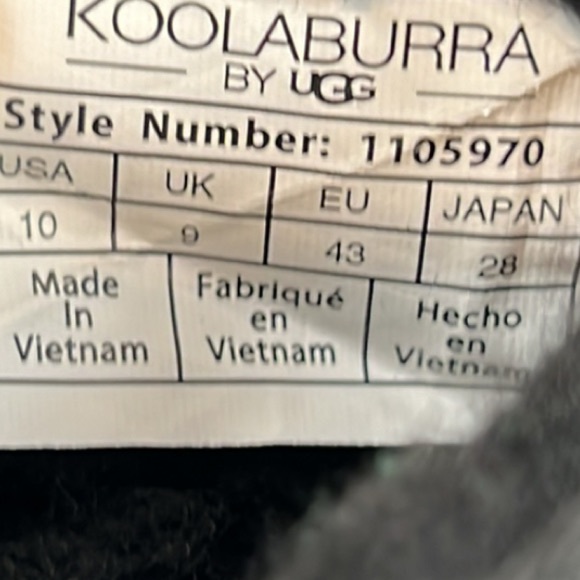 KOOLABURRA
BY UGG
Style Number: 1105970
USA UK EU JAPAN
10 9 43 28
Made Fabriqué Hecho
In en en
Vietnam Vietnam Vietnam